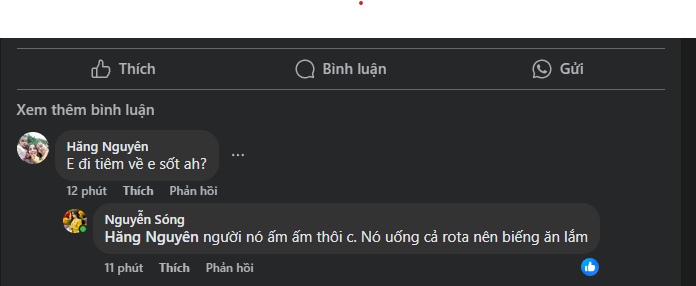 Thích Bình luận Gửi
Xem thêm bình luận
Hăng Nguyên
E đi tiêm về e sốt ah?
12 phút Thích Phản hồi
Nguyễn Sóng
Hăng Nguyên người nó ấm ấm thôi c. Nó uống cả rota nên biếng ăn lắm
11 phút Thích Phản hồi